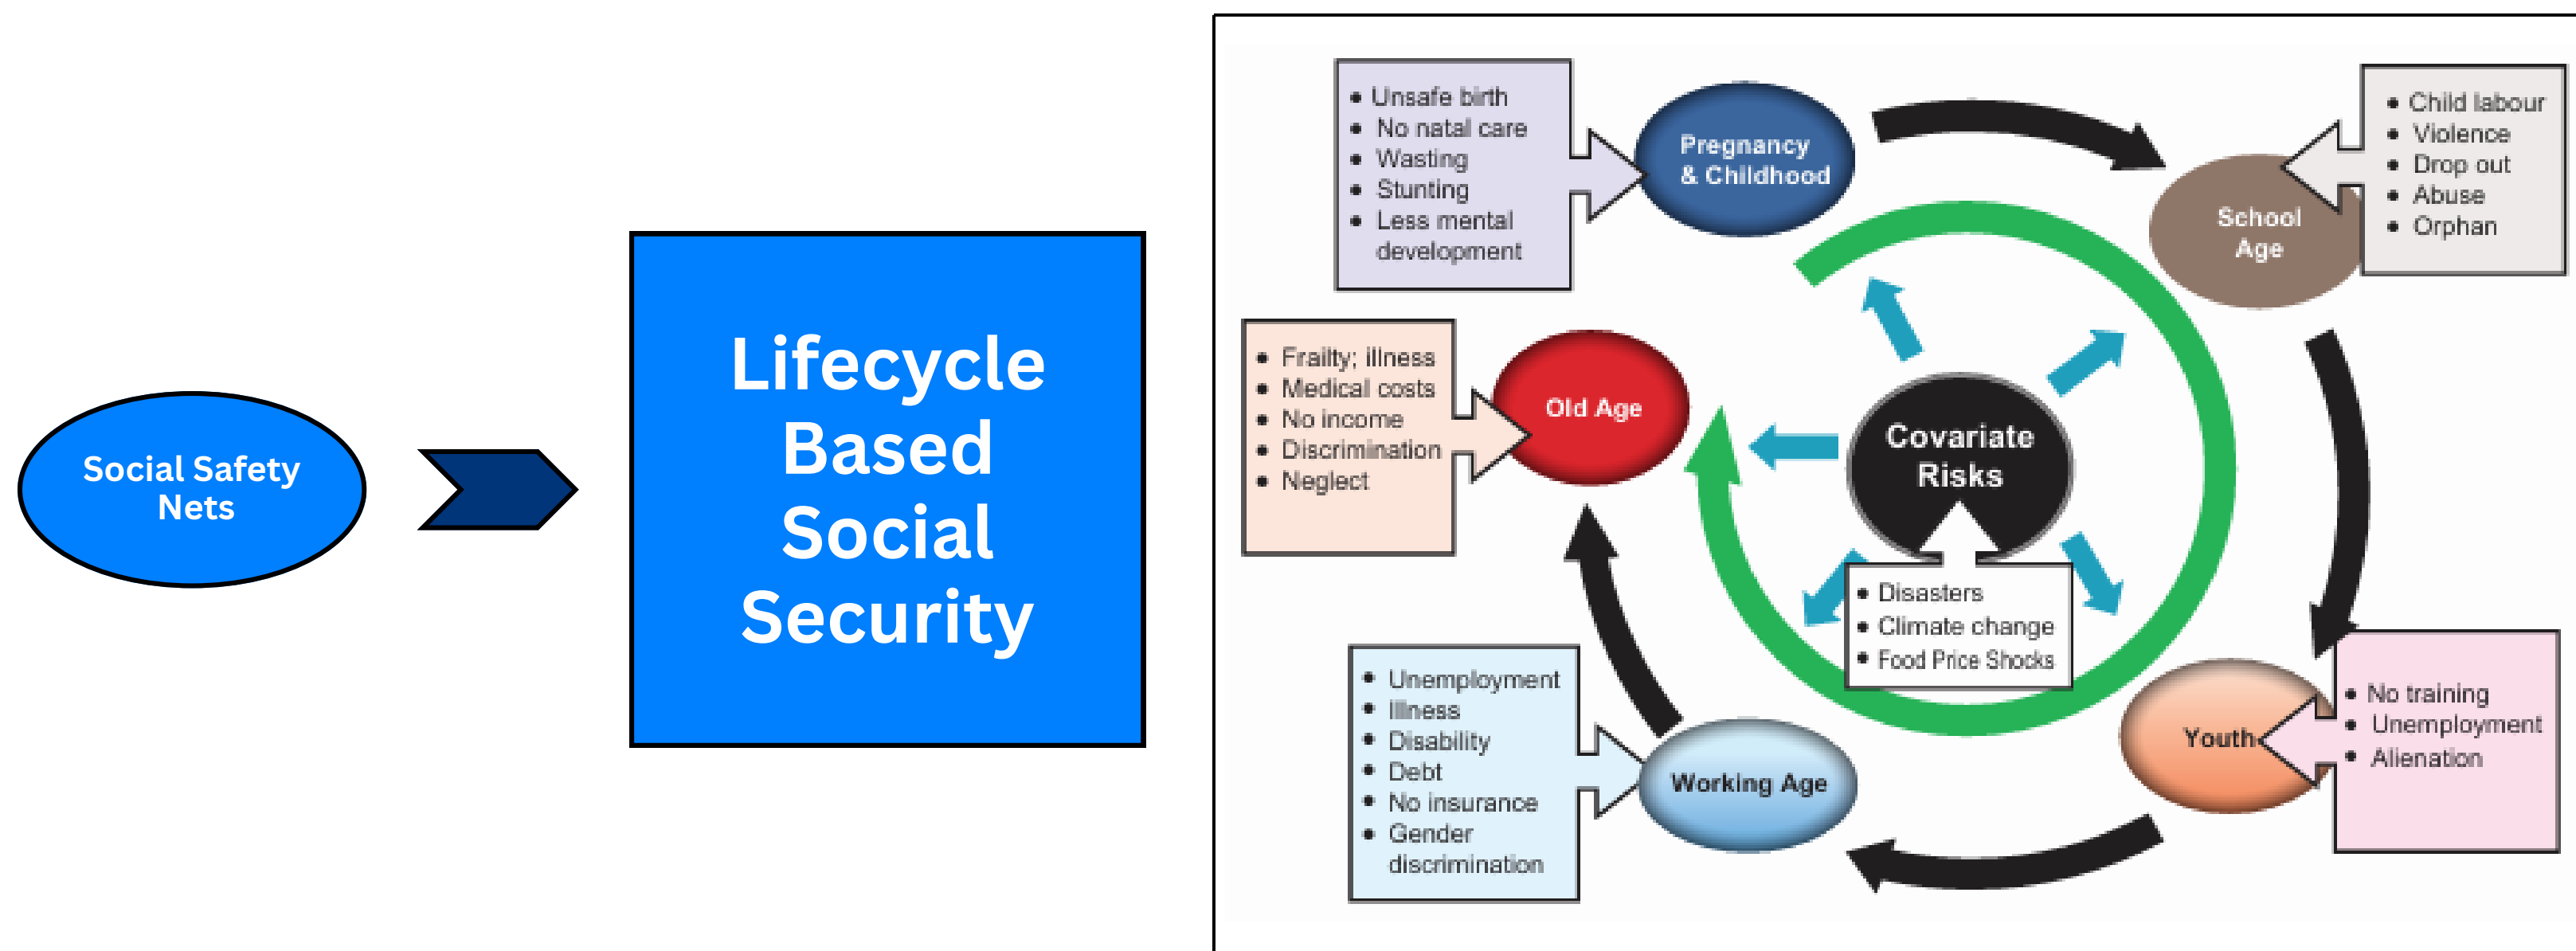 Social Safety
Nets
Lifecycle
Based
Social
Security
• Unsafe birth
• No natal care
• Wasting
• Stunting
• Less mental
development
Pregnancy
& Childhood
• Child labour
• Violence
• Drop out
• Abuse
• Orphan
School
Age
• Frailty; illness
• Medical costs
• No income
• Discrimination
• Neglect
Old Age
Covariate
Risks
• Disasters
• Climate change
• Food Price Shocks
• Unemployment
• Illness
• Disability
• Debt
• No insurance
• Gender
discrimination
Working Age
Youth
• No training
• Unemployment
• Alienation